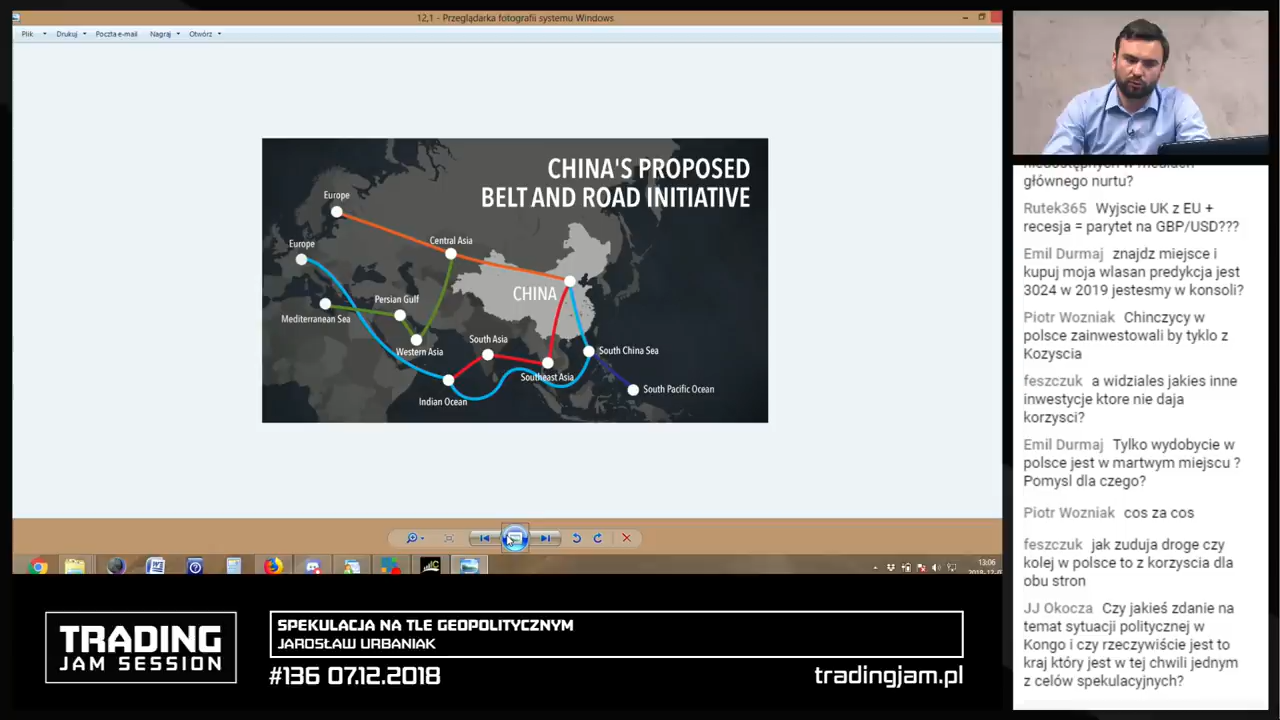 12,1 - Przeglądarka fotografii systemu Windows
Plik Drukuj Poczta e-mail Nagraj Otwórz
CHINA'S PROPOSED
BELT AND ROAD INITIATIVE
Europe
Central Asia
Europe
CHINA
Persian Gulf
Mediterranean Sea
South Asia
Western Asia
South China Sea
Southeast Asia
South Pacific Ocean
Indian Ocean
13:06
TRADING
JAM SESSION
SPEKULACJA NA TLE GEOPOLITYCZNYM
JAROSŁAW URBANIAK
#136 07.12.2018
tradingjam.pl
głównego nurtu?
Rutek365 Wyjscie UK z EU +
recesja = parytet na GBP/USD???
Emil Durmaj znajdz miejsce i
kupuj moja wlasan predykcja jest
3024 w 2019 jestesmy w konsoli?
Piotr Wozniak Chinczycy w
polsce zainwestowali by tyklo z
Kozyscia
feszczuk a widziales jakies inne
inwestycje ktore nie daja
korzysci?
Emil Durmaj Tylko wydobycie w
polsce jest w martwym miejscu ?
Pomysl dla czego?
Piotr Wozniak cos za cos
feszczuk jak zuduja droge czy
kolej w polsce to z korzyscia dla
obu stron
JJ Okocza Czy jakieś zdanie na
temat sytuacji politycznej w
Kongo i czy rzeczywiście jest to
kraj który jest w tej chwili jednym
z celów spekulacyjnych?